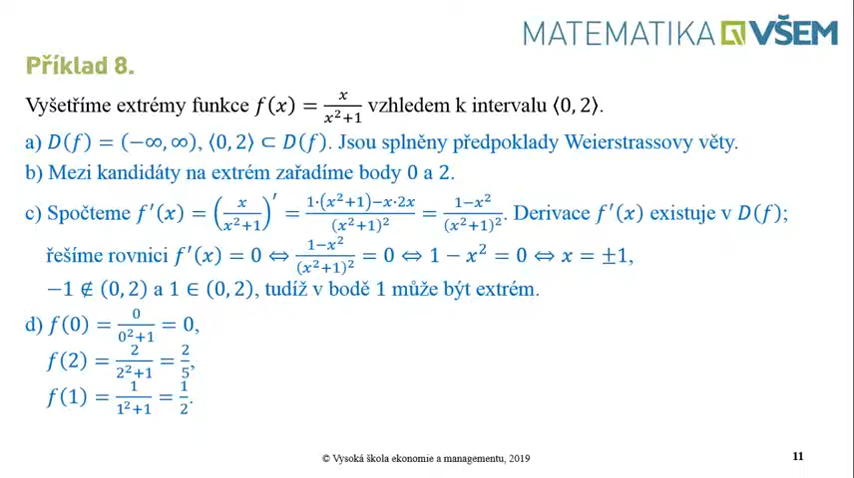 MATEMATIKA VŠEM
Příklad 8.
Vyšetříme extrémy funkce f(x) = x/(x²+1) vzhledem k intervalu ⟨0, 2⟩.
a) D(f) = (−∞, ∞), ⟨0, 2⟩ ⊂ D(f). Jsou splněny předpoklady Weierstrassovy věty.
b) Mezi kandidáty na extrém zařadíme body 0 a 2.
c) Spočteme f′(x) = (x/(x²+1))′ = (1·(x²+1)−x·2x)/(x²+1)² = (1−x²)/(x²+1)². Derivace f′(x) existuje v D(f);
řešíme rovnici f′(x) = 0 ⇔ (1−x²)/(x²+1)² = 0 ⇔ 1 − x² = 0 ⇔ x = ±1,
−1 ∉ (0, 2) a 1 ∈ (0, 2), tudíž v bodě 1 může být extrém.
d) f(0) = 0/(0²+1) = 0,
f(2) = 2/(2²+1) = 2/5,
f(1) = 1/(1²+1) = 1/2.
© Vysoká škola ekonomie a managementu, 2019
11